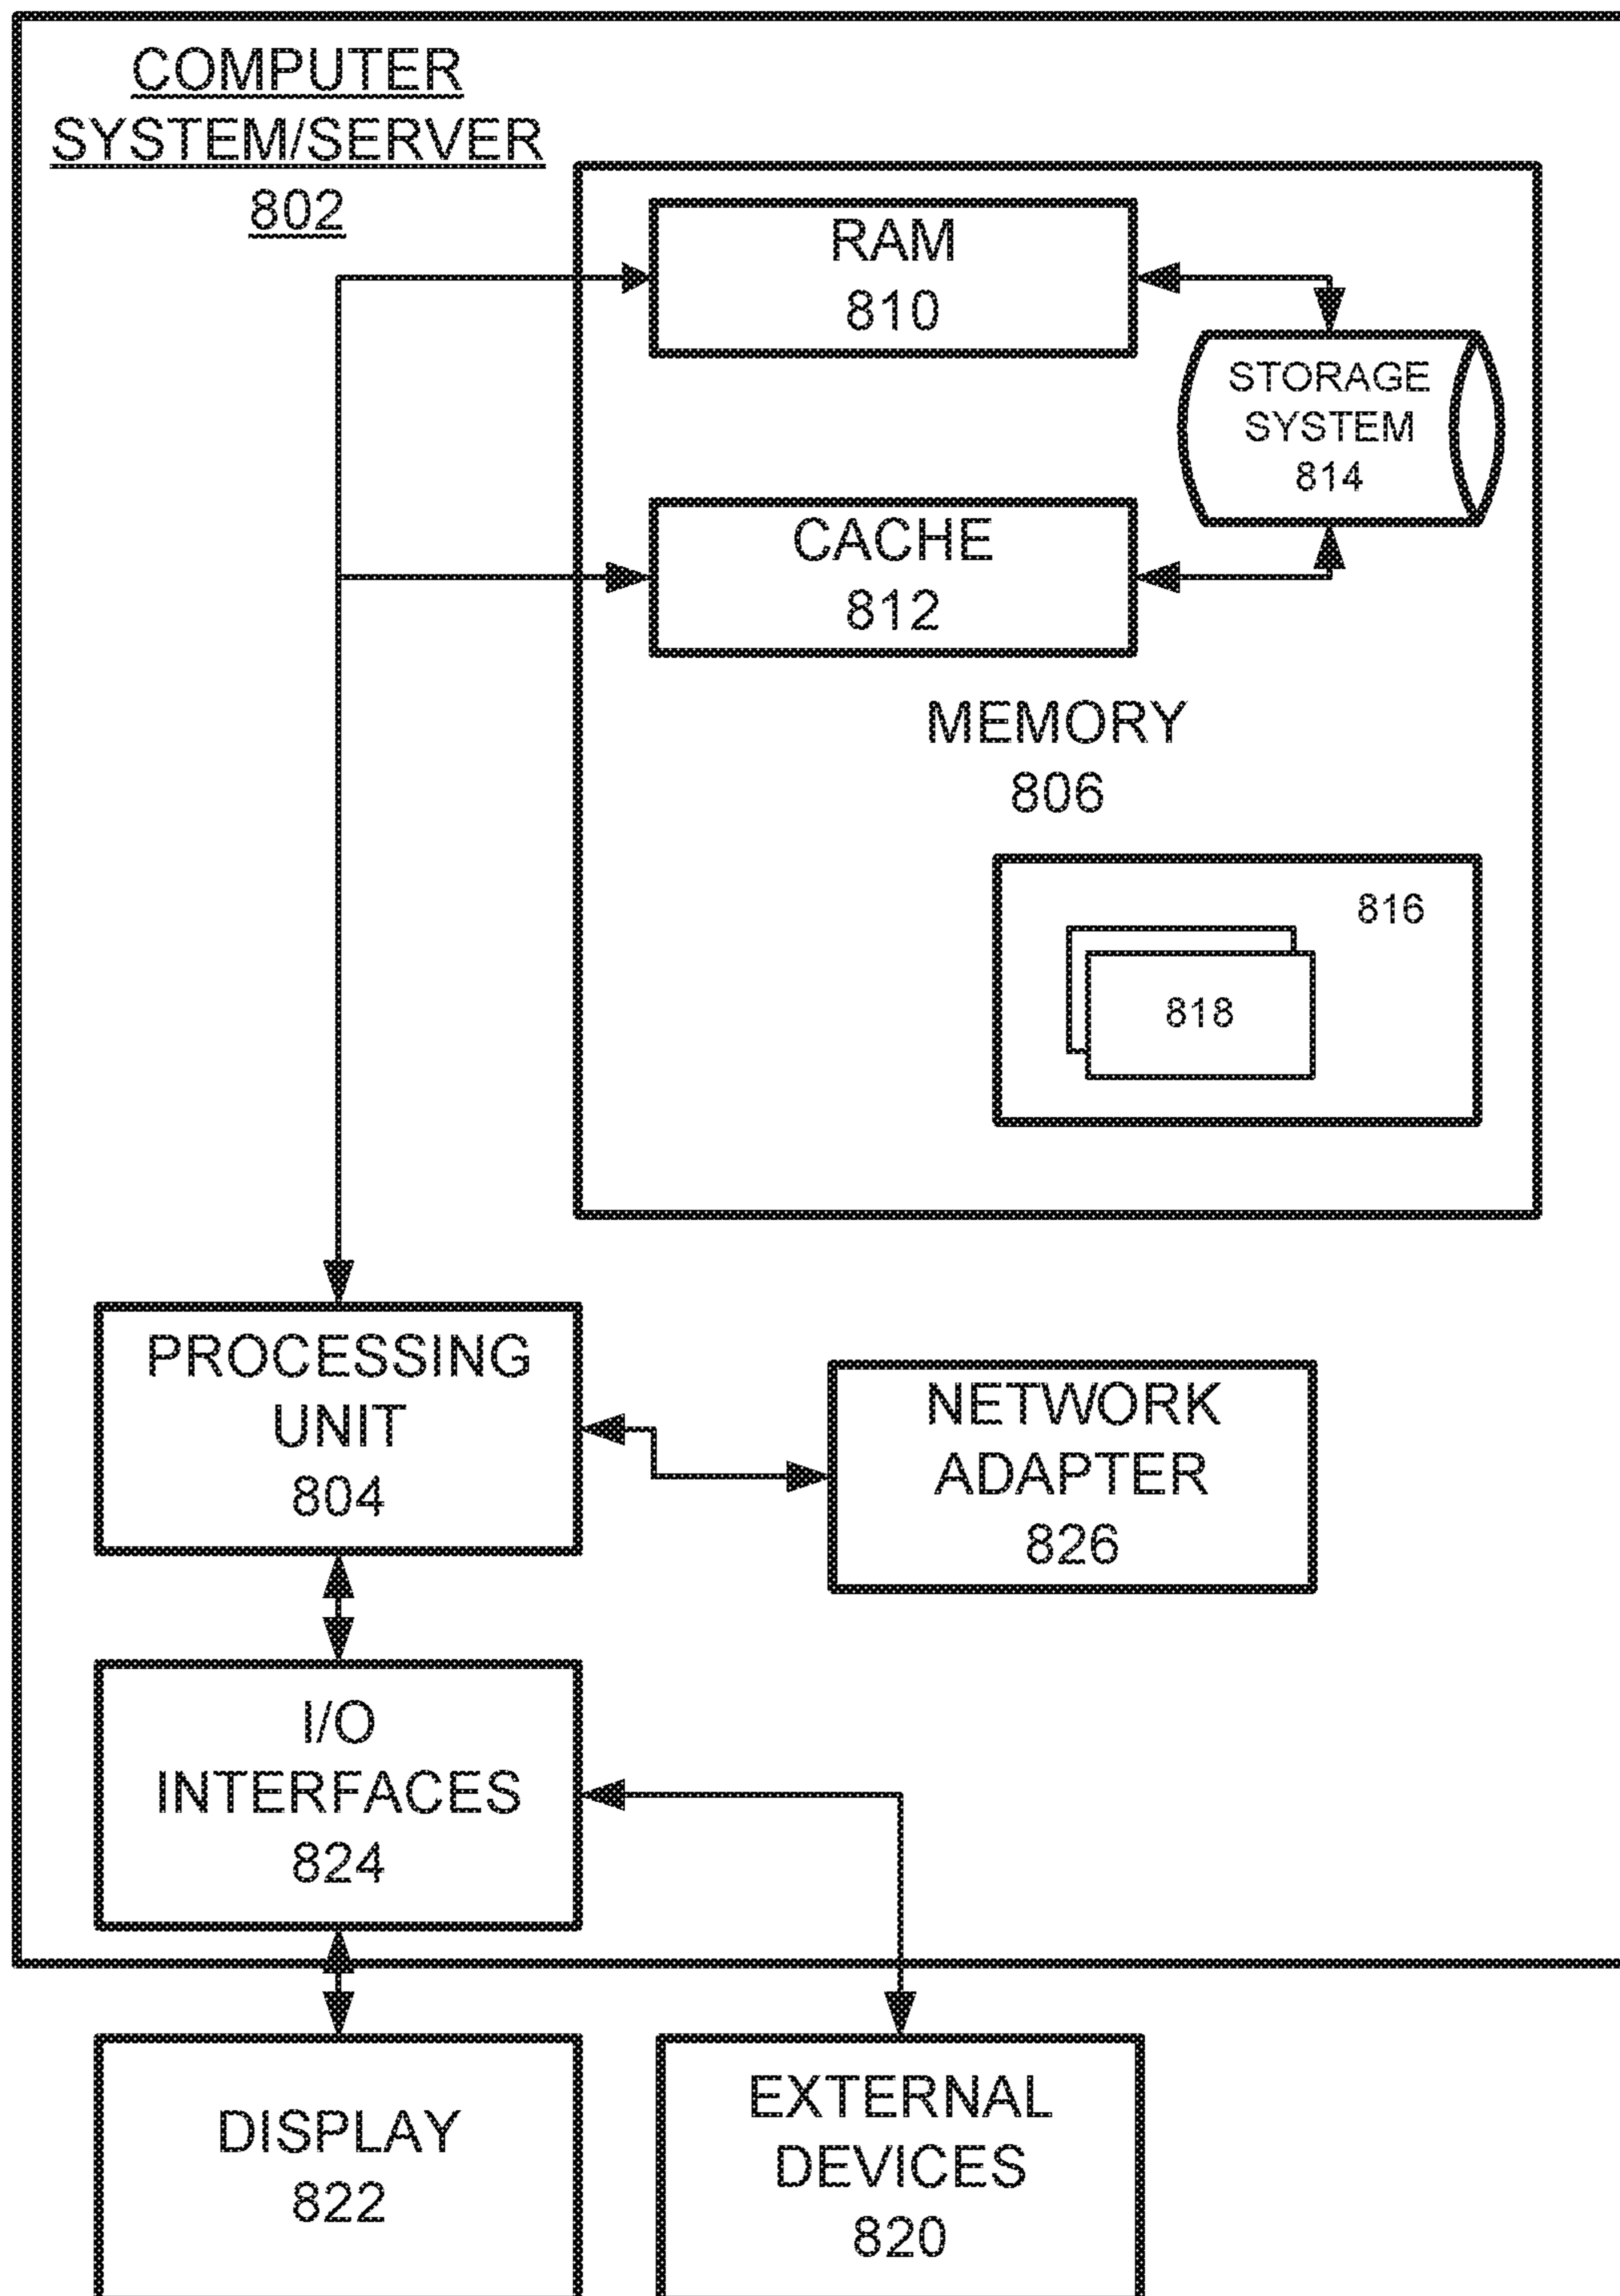 COMPUTER
SYSTEM/SERVER
802
RAM
810
STORAGE
SYSTEM
814
CACHE
812
MEMORY
806
816
818
PROCESSING
UNIT
804
NETWORK
ADAPTER
826
I/O
INTERFACES
824
DISPLAY
822
EXTERNAL
DEVICES
820